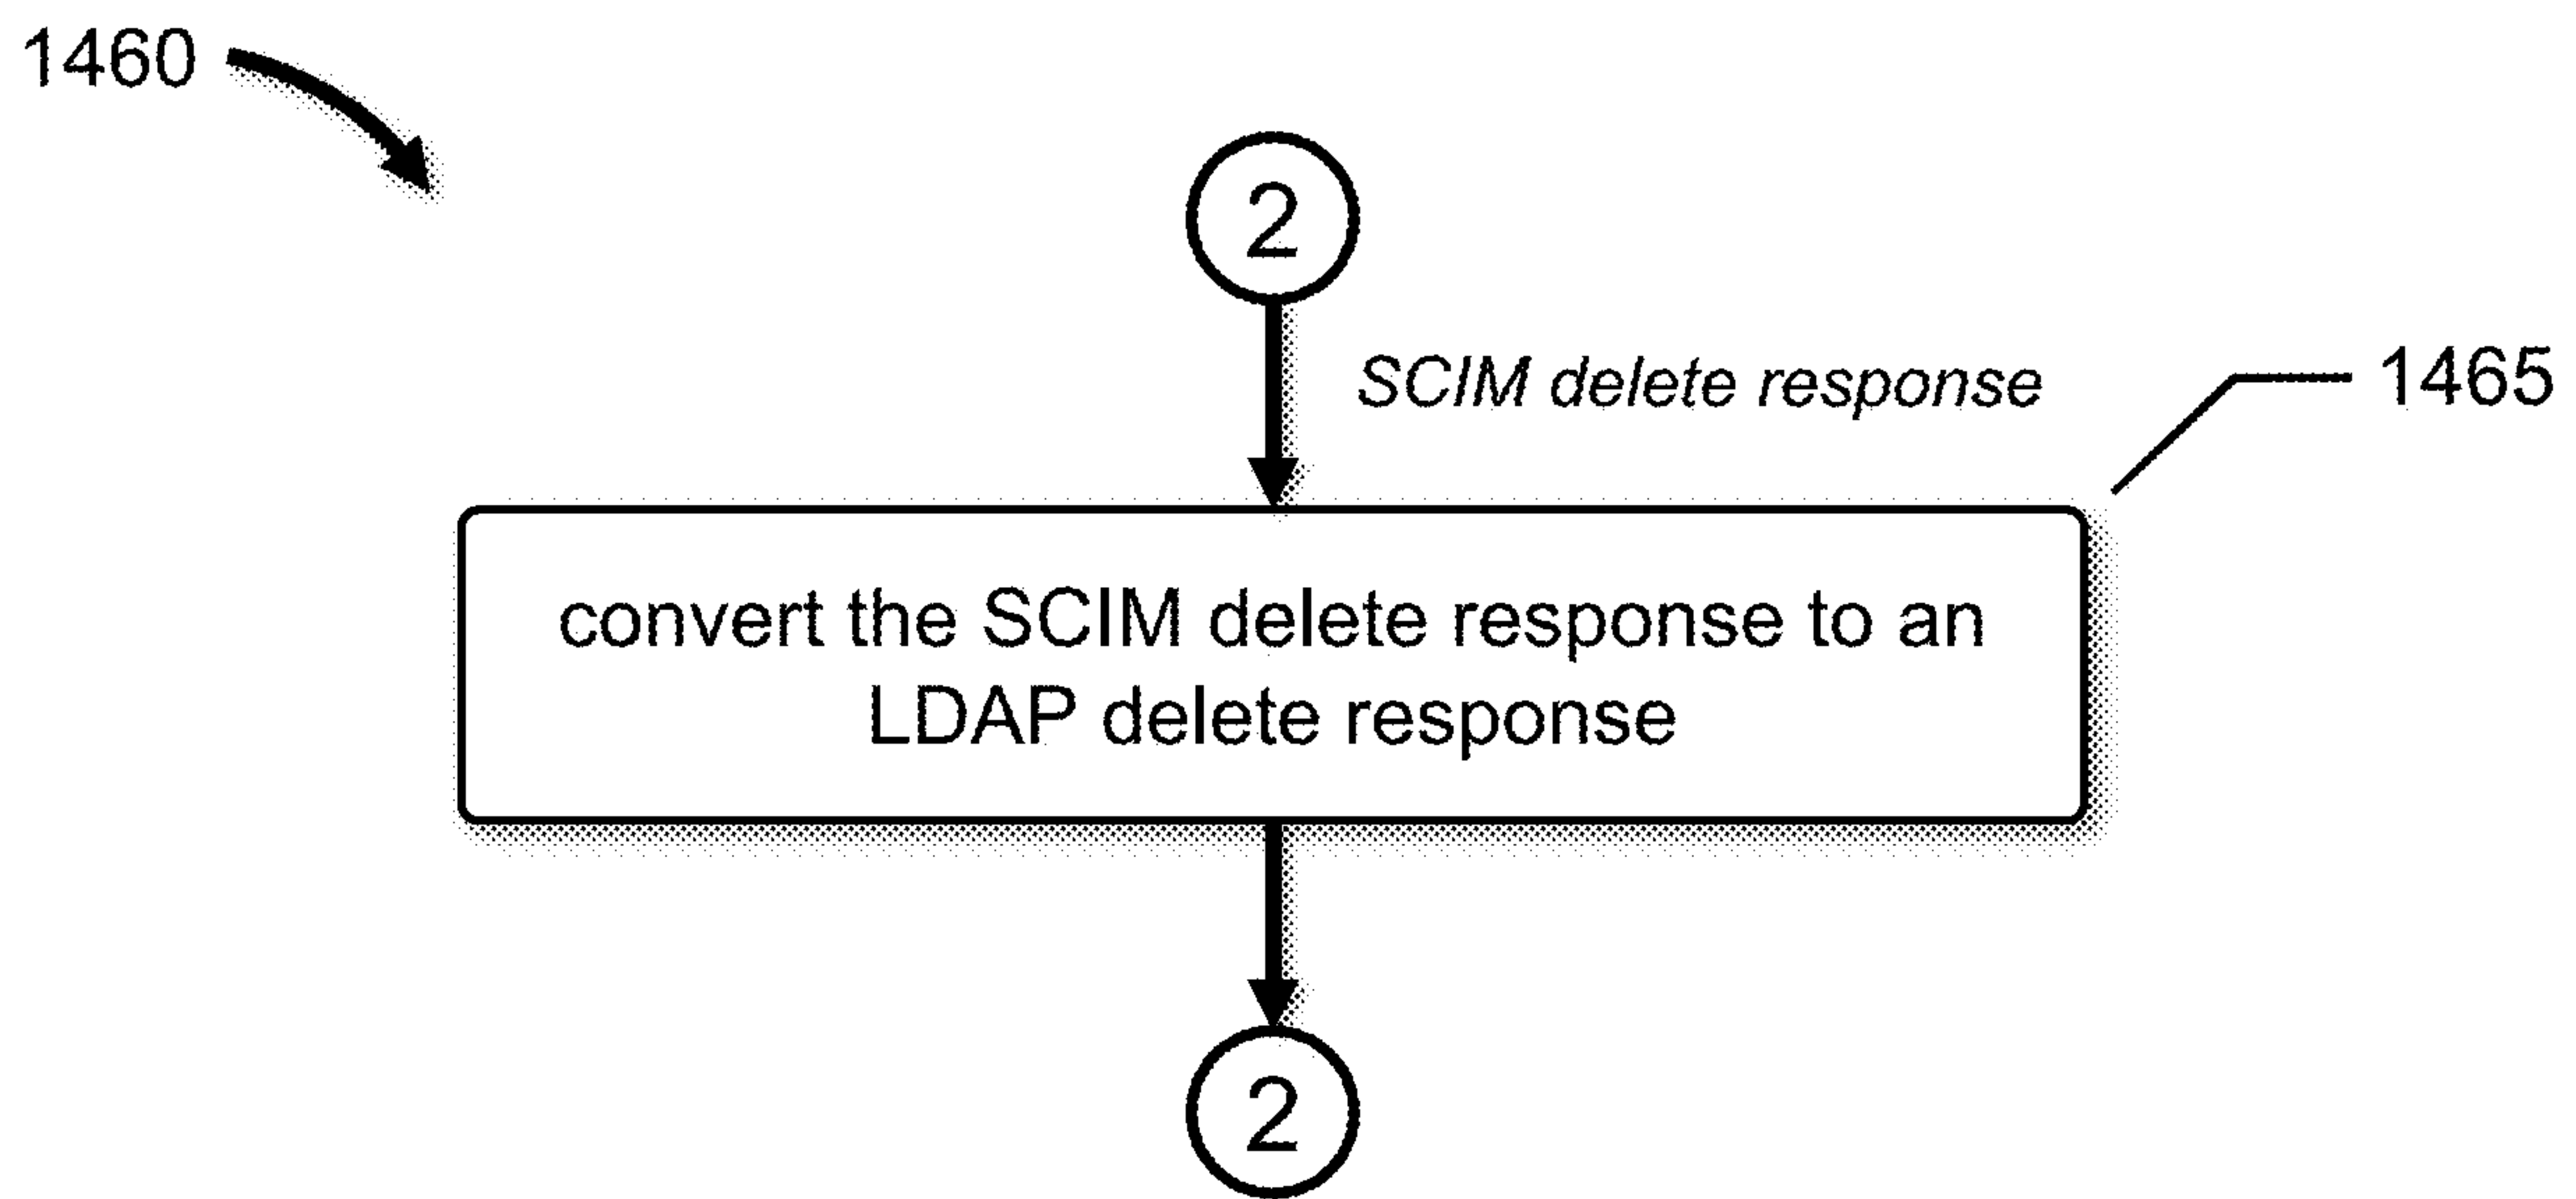 1460
2
SCIM delete response
1465
convert the SCIM delete response to an
LDAP delete response
2